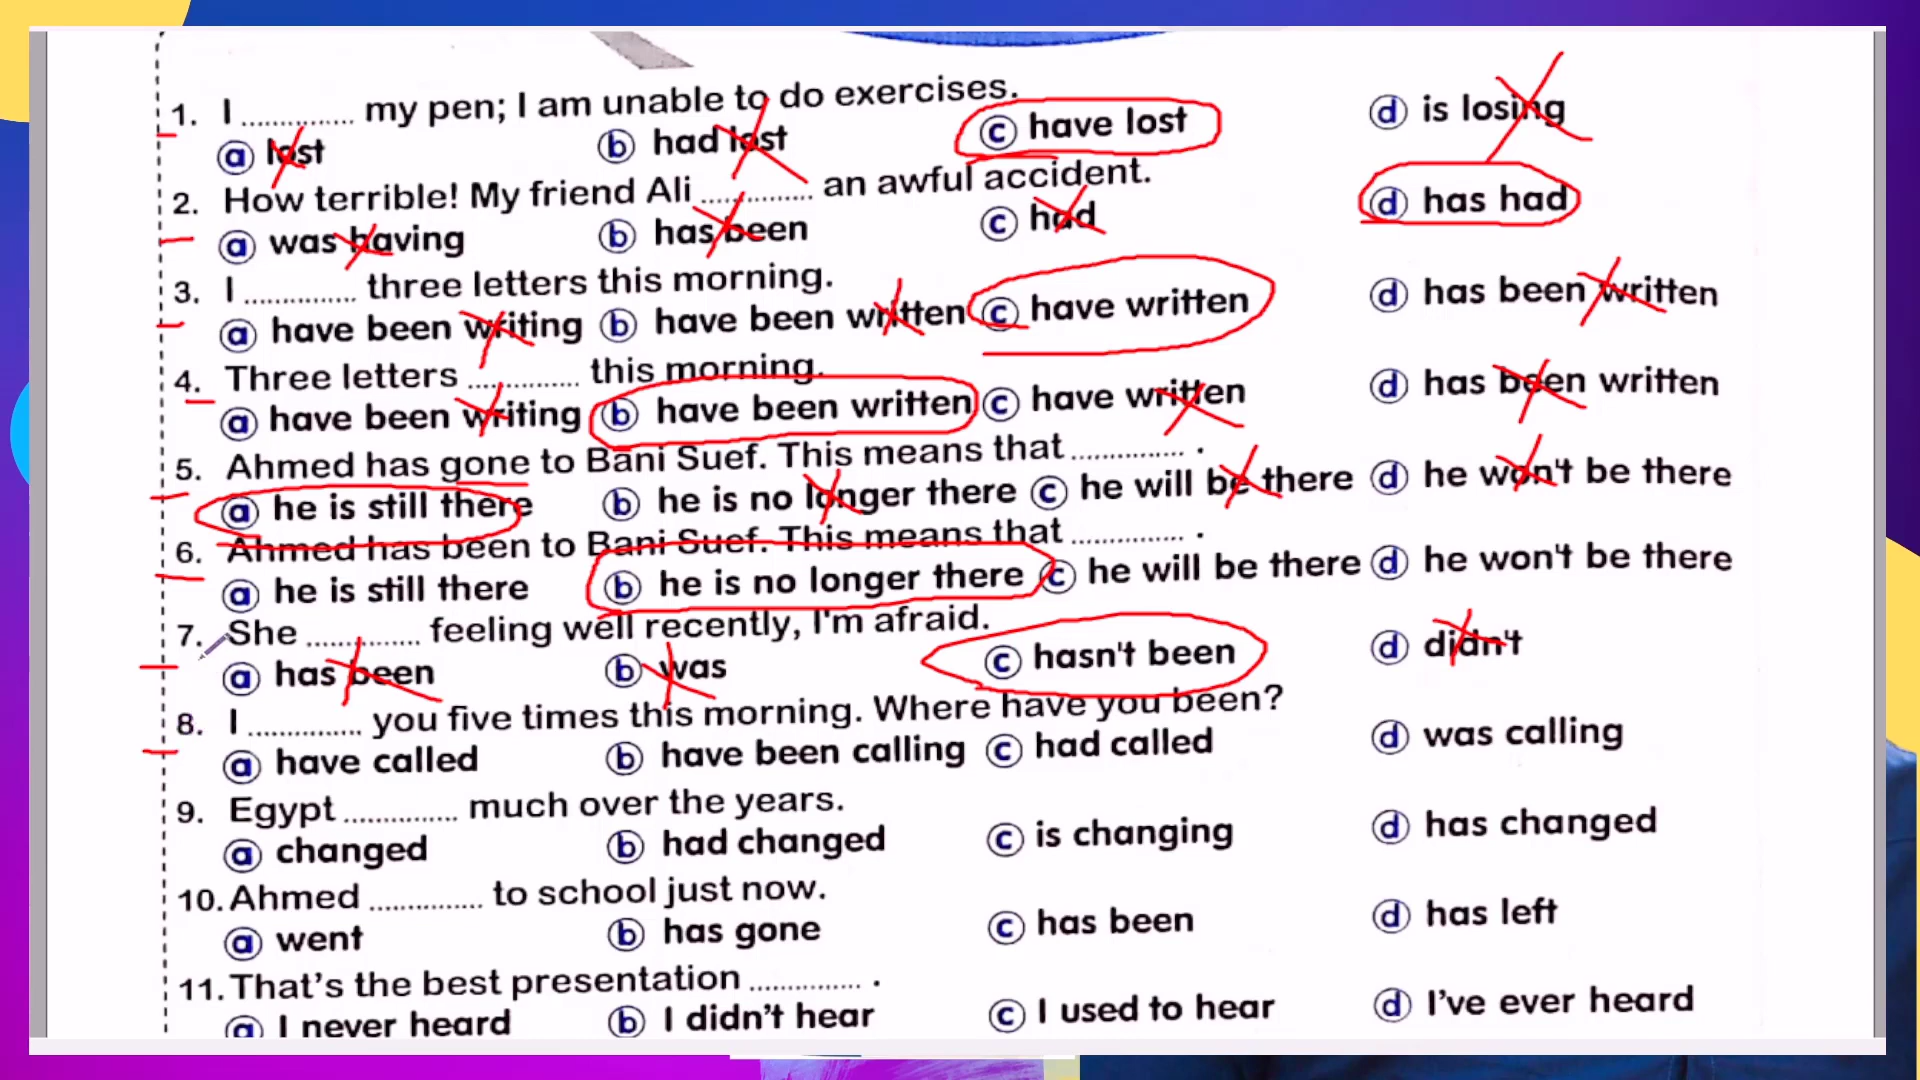 1. I .............. my pen; I am unable to do exercises.
a lost b had lost c have lost d is losing
2. How terrible! My friend Ali .............. an awful accident.
a was having b has been c had d has had
3. I .............. three letters this morning.
a have been writing b have been written c have written d has been written
4. Three letters .............. this morning.
a have been writing b have been written c have written d has been written
5. Ahmed has gone to Bani Suef. This means that .............. .
a he is still there b he is no longer there c he will be there d he won't be there
6. Ahmed has been to Bani Suef. This means that .............. .
a he is still there b he is no longer there c he will be there d he won't be there
7. She .............. feeling well recently, I'm afraid.
a has been b was c hasn't been d didn't
8. I .............. you five times this morning. Where have you been?
a have called b have been calling c had called d was calling
9. Egypt .............. much over the years.
a changed b had changed c is changing d has changed
10. Ahmed .............. to school just now.
a went b has gone c has been d has left
11. That's the best presentation .............. .
a I never heard b I didn't hear c I used to hear d I've ever heard